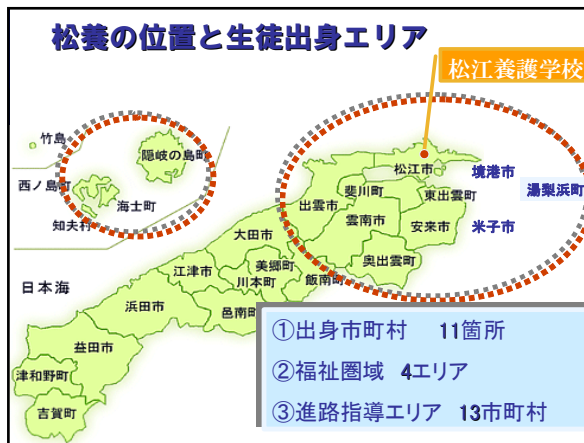 松養の位置と生徒出身エリア
松江養護学校
竹島
隠岐の島町
西ノ島町
海士町
知夫村
松江市
境港市
湯梨浜町
斐川町
東出雲町
出雲市
雲南市
安来市
米子市
大田市
奥出雲町
美郷町
江津市
川本町
飯南町
日本海
浜田市
邑南町
益田市
津和野町
吉賀町
①出身市町村 11箇所
②福祉圏域 4エリア
③進路指導エリア 13市町村